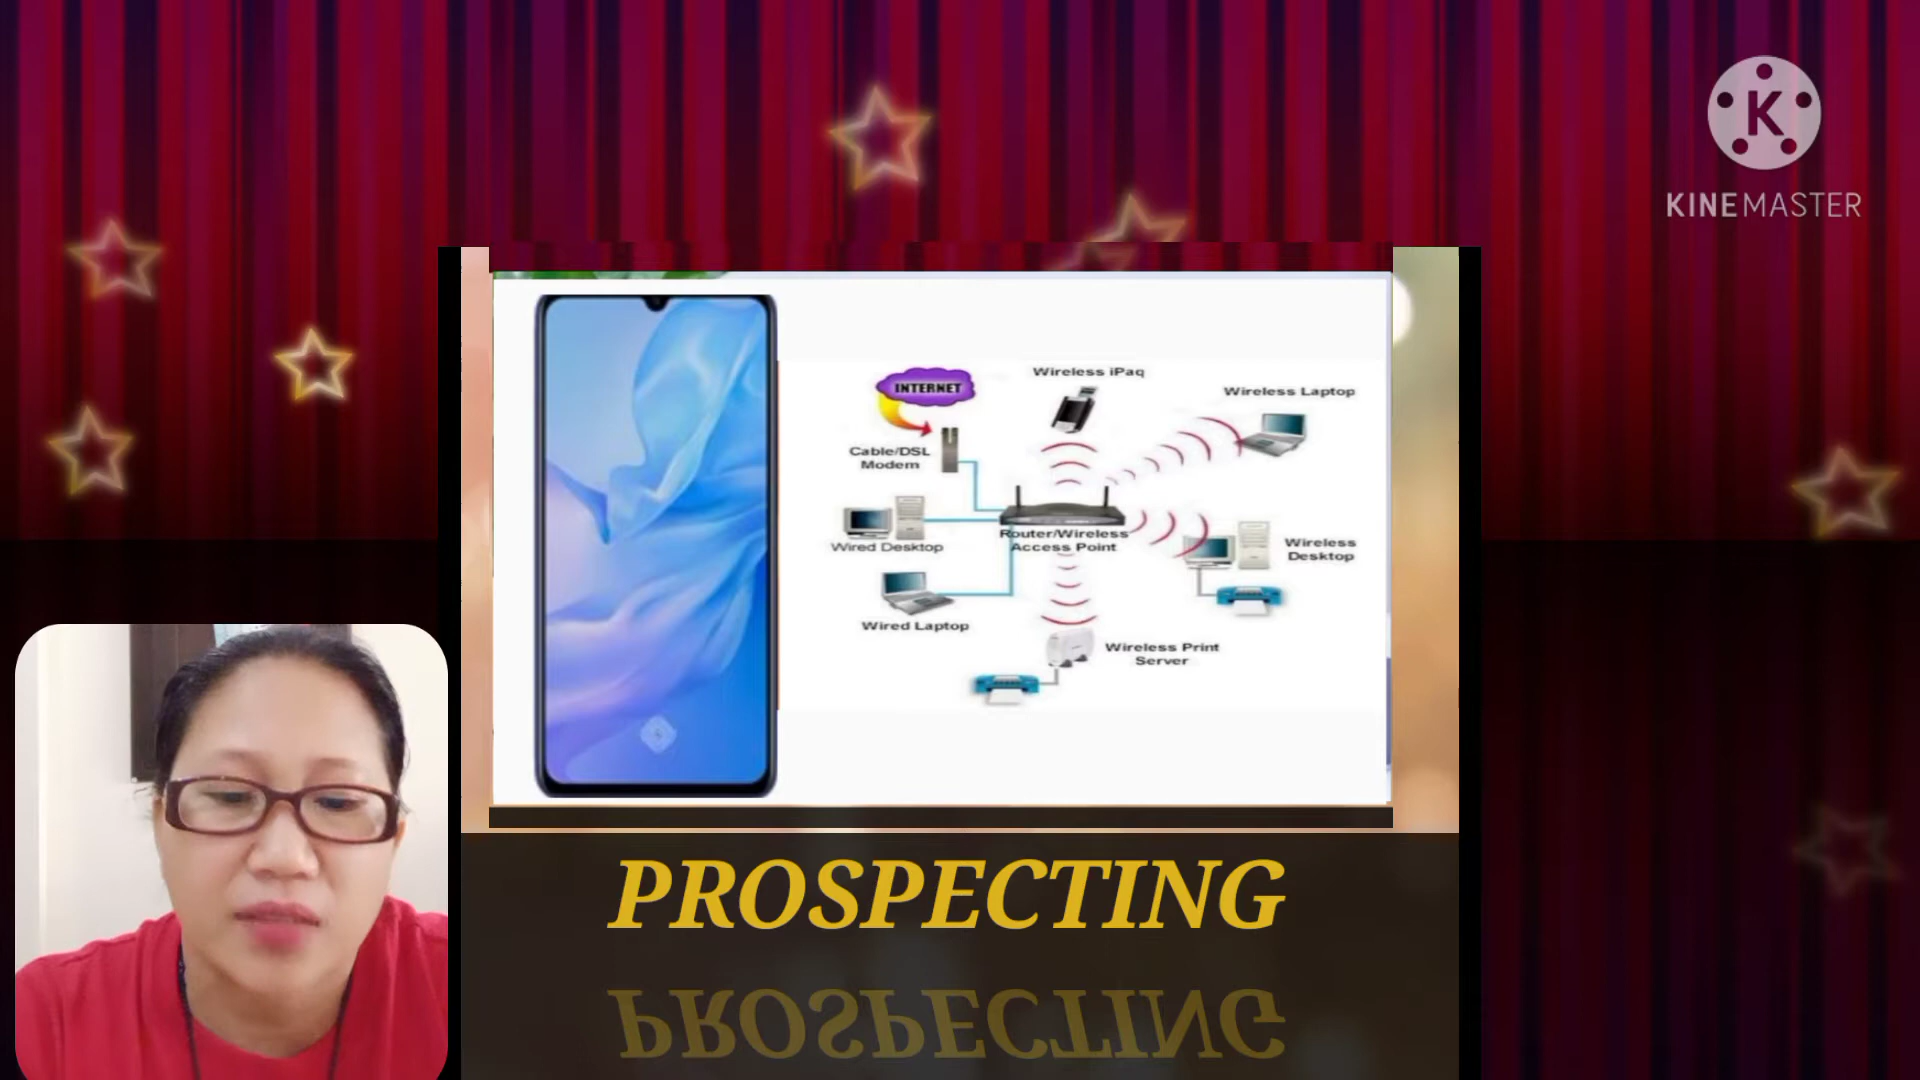 K
KINEMASTER
Wireless iPaq
INTERNET
Wireless Laptop
Cable/DSL
Modem
Router/Wireless
Access Point
Wired Desktop
Wireless
Desktop
Wired Laptop
Wireless Print
Server
PROSPECTING
PROSPECTING